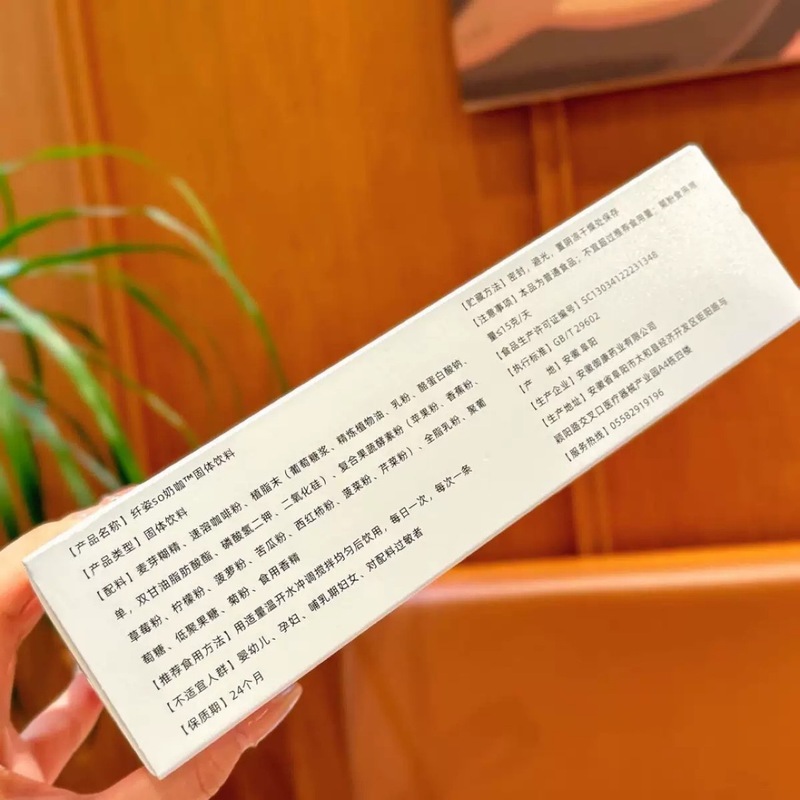 【产品名称】纤姿so奶咖™固体饮料
【产品类型】固体饮料
【配料】麦芽糊精、速溶咖啡粉、植脂末（葡萄糖浆、精炼植物油、乳粉、酪蛋白酸钠、
单，双甘油脂肪酸酯、磷酸氢二钾、二氧化硅）、复合果蔬酵素粉（苹果粉、香蕉粉、
草莓粉、柠檬粉、菠萝粉、苦瓜粉、西红柿粉、菠菜粉、芹菜粉）、全脂乳粉、聚葡
萄糖、低聚果糖、菊粉、食用香精
【推荐食用方法】用适量温开水冲调搅拌均匀后饮用，每日一次，每次一条
【不适宜人群】婴幼儿、孕妇、哺乳期妇女、对配料过敏者
【保质期】24个月
【贮藏方法】密封，避光，置阴凉干燥处保存
【注意事项】本品为普通食品；不宜超过推荐食用量；菊粉食用限
量≤15克/天
【食品生产许可证编号】SC13034122231348
【执行标准】GB/T 29602
【产 地】安徽阜阳
【生产企业】安徽御康药业有限公司
【生产地址】安徽省阜阳市太和县经济开发区路与
颍阳路交叉口医疗器械产业园A4栋四楼
【服务热线】05582919196